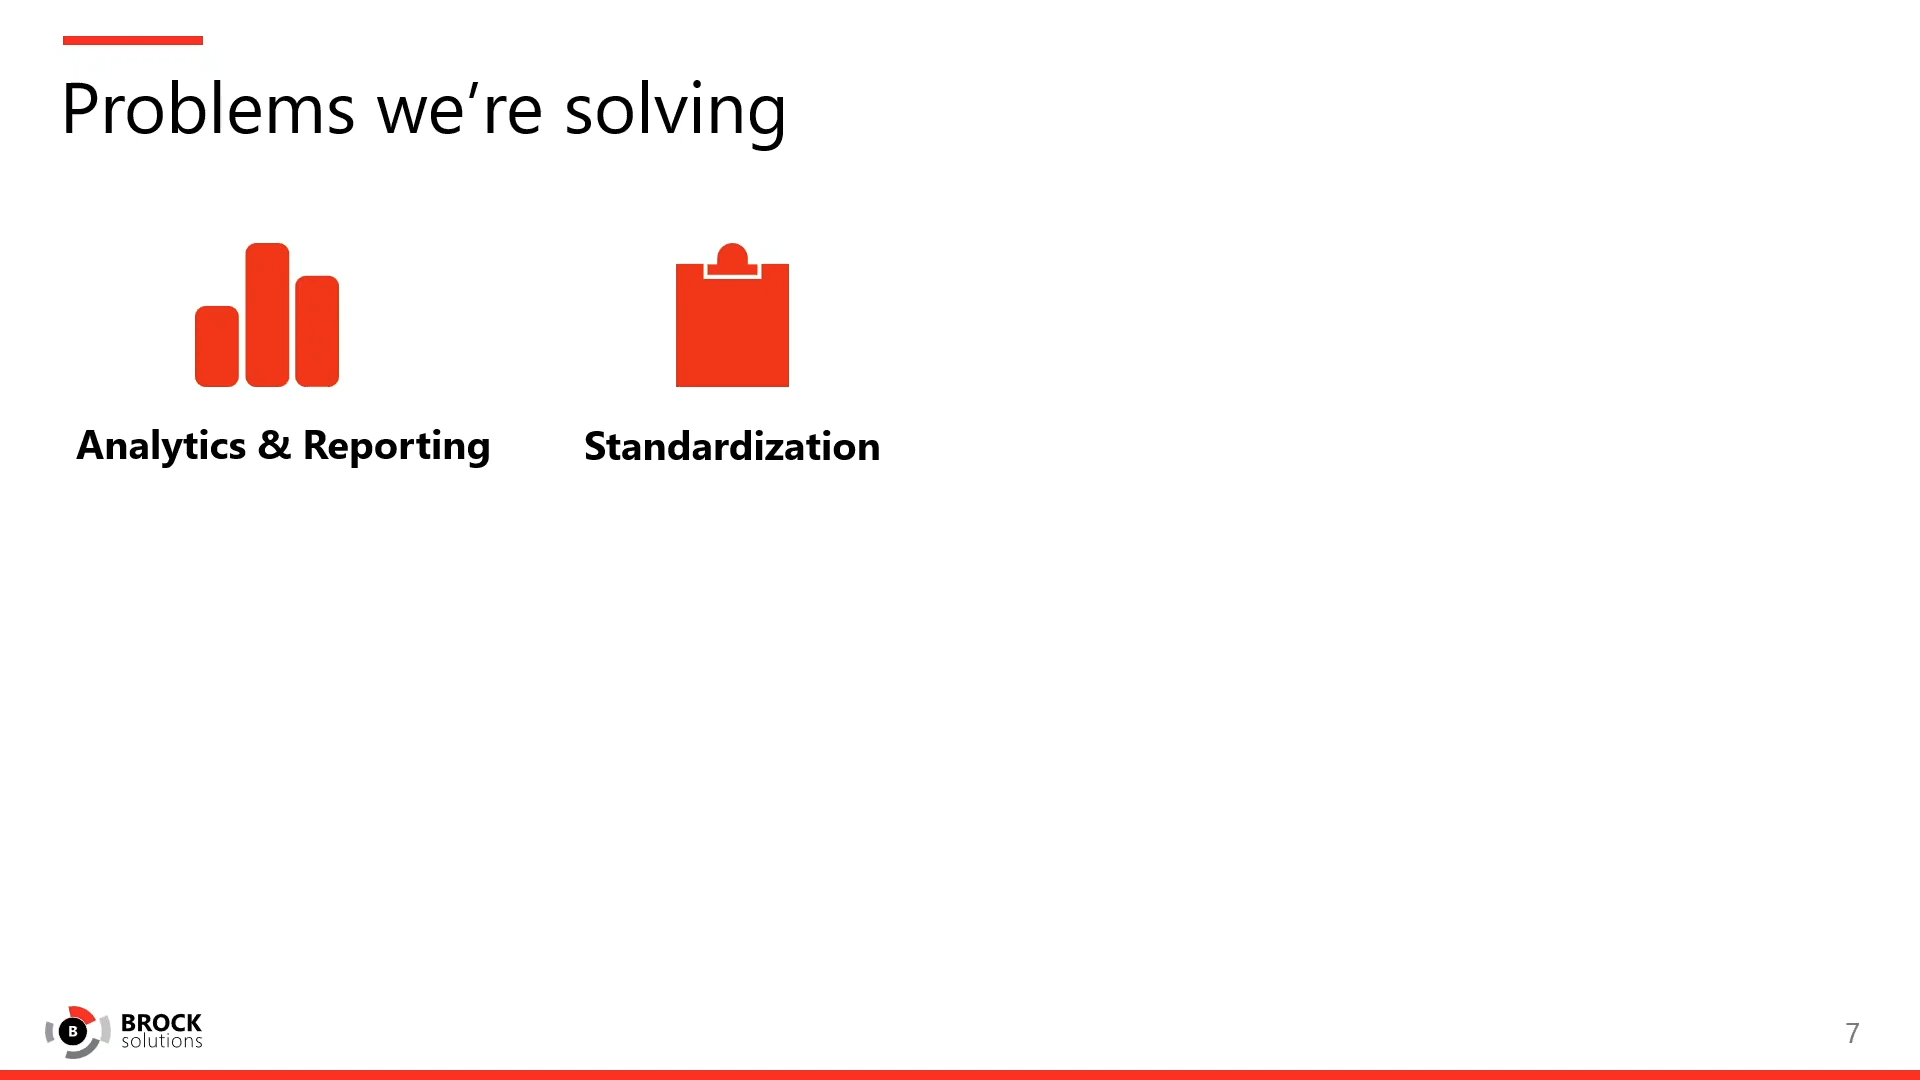 Problems we’re solving
Analytics & Reporting
Standardization
B
BROCK
solutions
7